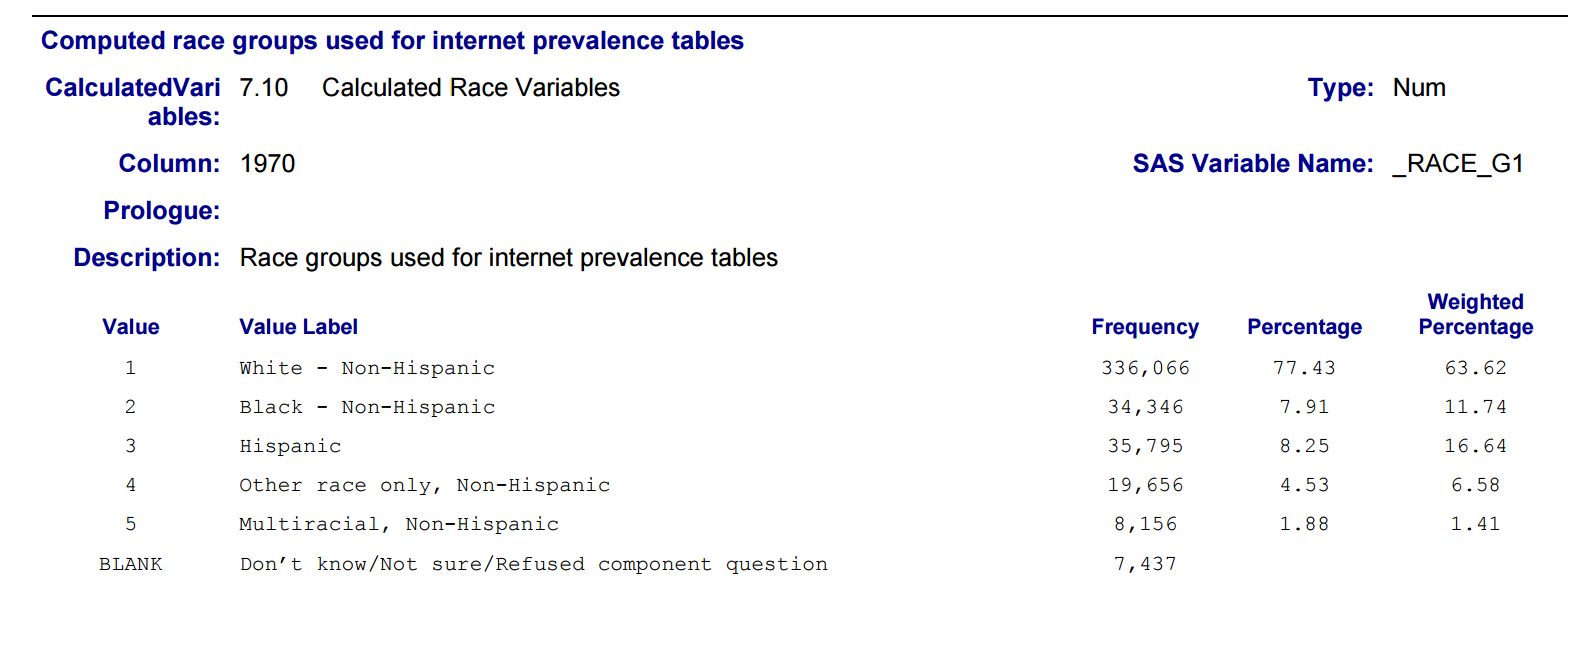 Computed race groups used for internet prevalence tables
CalculatedVari 7.10 Calculated Race Variables Type: Num
ables:
Column: 1970 SAS Variable Name: _RACE_G1
Prologue:
Description: Race groups used for internet prevalence tables
Weighted
Value Value Label Frequency Percentage Percentage
1 White - Non-Hispanic 336,066 77.43 63.62
2 Black - Non-Hispanic 34,346 7.91 11.74
3 Hispanic 35,795 8.25 16.64
4 Other race only, Non-Hispanic 19,656 4.53 6.58
5 Multiracial, Non-Hispanic 8,156 1.88 1.41
BLANK Don’t know/Not sure/Refused component question 7,437